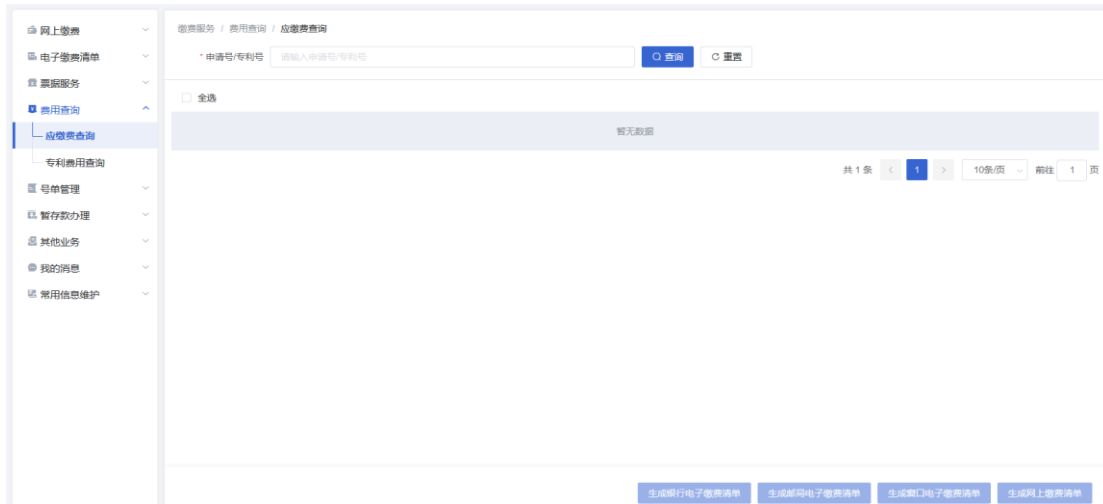 网上缴费
电子缴费清单
票据服务
费用查询
应缴费查询
专利费用查询
号单管理
暂存款办理
其他业务
我的消息
常用信息维护
缴费服务 / 费用查询 / 应缴费查询
* 申请号/专利号 请输入申请号/专利号 查询 重置
全选
暂无数据
共 1 条 < 1 > 10条/页 前往 1 页
生成银行电子缴费清单 生成邮局电子缴费清单 生成窗口电子缴费清单 生成网上缴费清单